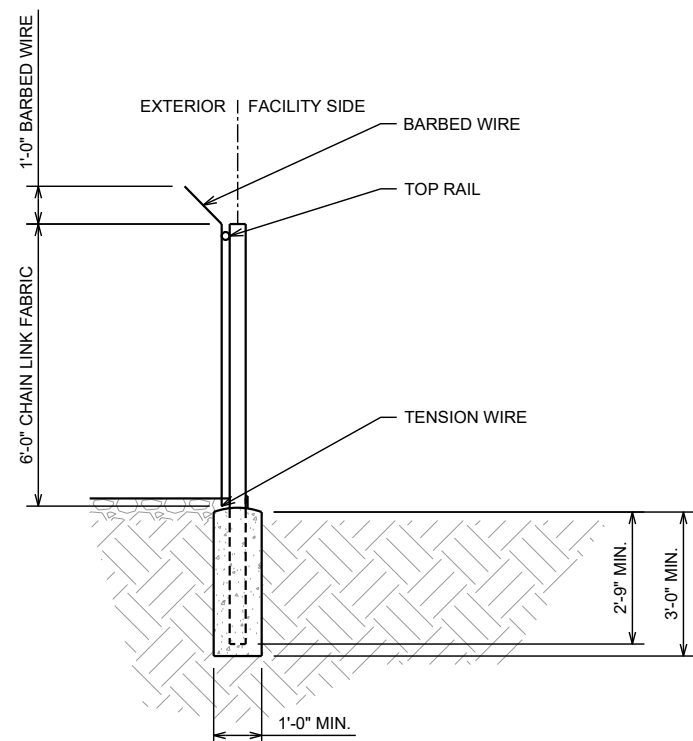 1'-0" BARBED WIRE
EXTERIOR FACILITY SIDE
BARBED WIRE
TOP RAIL
6'-0" CHAIN LINK FABRIC
TENSION WIRE
2'-9" MIN.
3'-0" MIN.
1'-0" MIN.